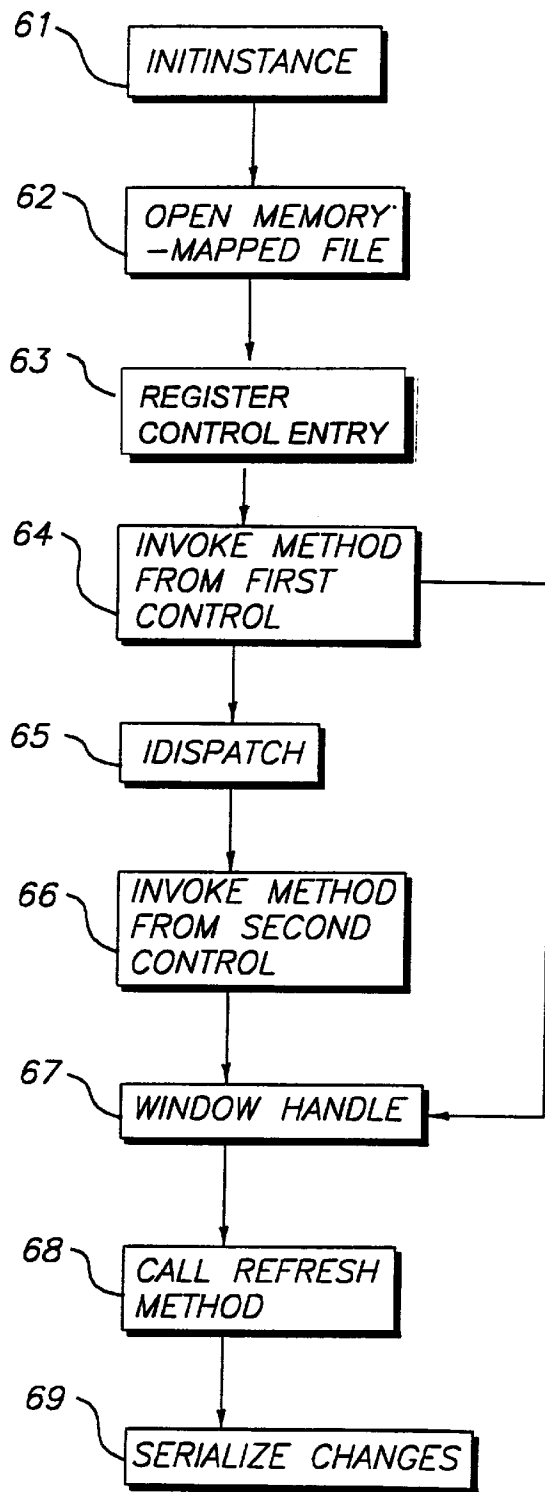 61
INITINSTANCE
62
OPEN MEMORY
-MAPPED FILE
63
REGISTER
CONTROL ENTRY
64
INVOKE METHOD
FROM FIRST
CONTROL
65
IDISPATCH
66
INVOKE METHOD
FROM SECOND
CONTROL
67
WINDOW HANDLE
68
CALL REFRESH
METHOD
69
SERIALIZE CHANGES